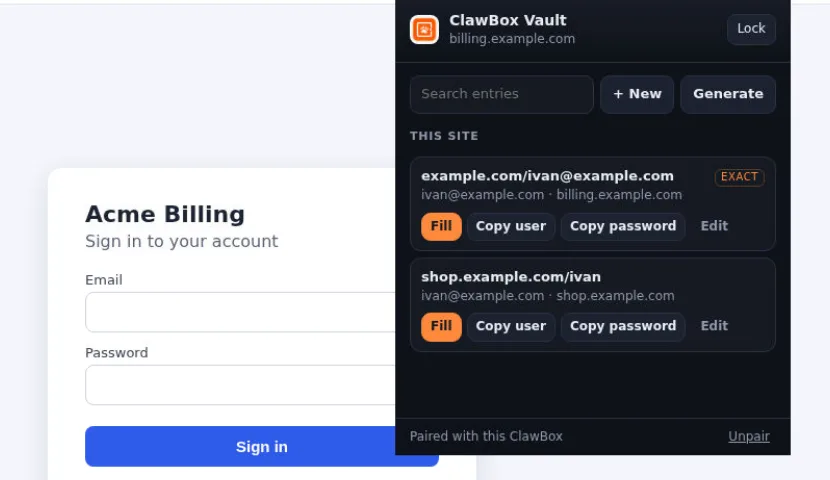 Acme Billing
Sign in to your account
Email
Password
Sign in
ClawBox Vault
billing.example.com
Lock
Search entries
+ New
Generate
THIS SITE
example.com/ivan@example.com
EXACT
ivan@example.com · billing.example.com
Fill
Copy user
Copy password
Edit
shop.example.com/ivan
ivan@example.com · shop.example.com
Fill
Copy user
Copy password
Edit
Paired with this ClawBox
Unpair